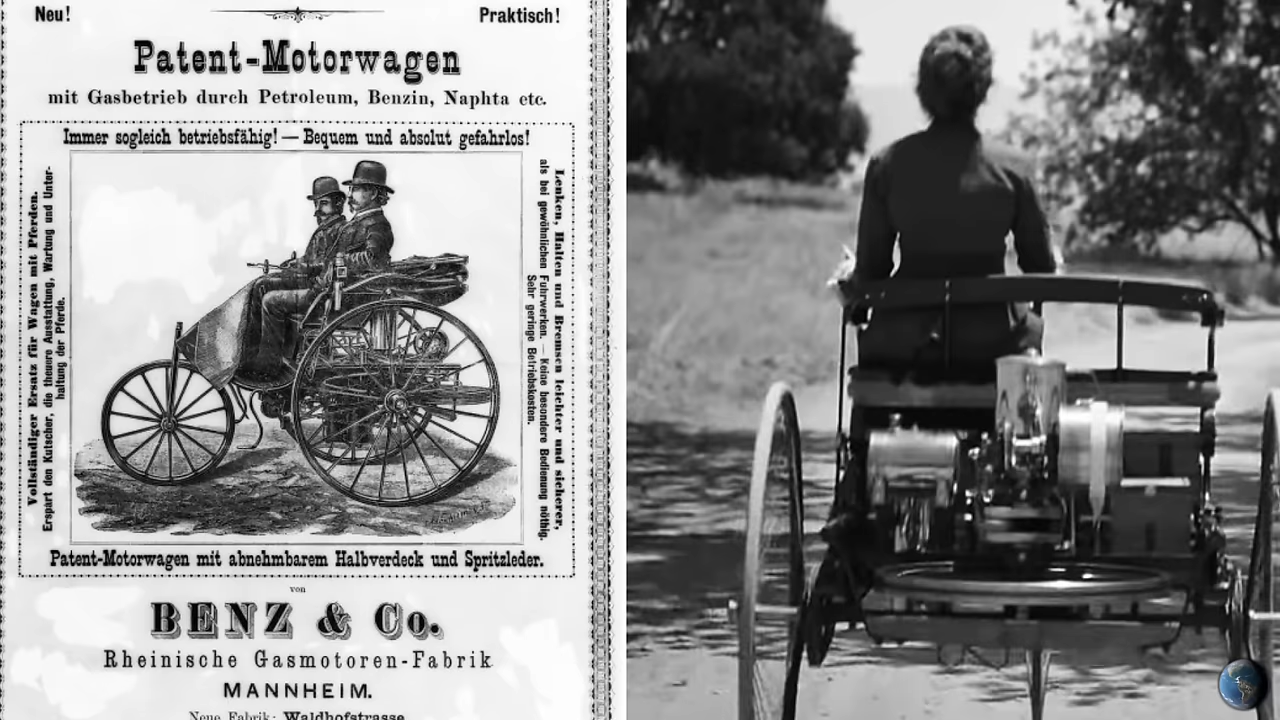 Neu!
Praktisch!
Patent-Motorwagen
mit Gasbetrieb durch Petroleum, Benzin, Naphta etc.
Immer sogleich betriebsfähig! — Bequem und absolut gefahrlos!
Vollständiger Ersatz für Wagen mit Pferden.
Erspart den Kutscher, die theuere Ausstattung, Wartung und Unter-
haltung der Pferde.
Lenken, Halten und Bremsen leichter und sicherer,
als bei gewöhnlichen Fuhrwerken. — Keine besondere Bedienung nöthig.
Sehr geringe Betriebskosten.
Patent-Motorwagen mit abnehmbarem Halbverdeck und Spritzleder.
von
BENZ & Co.
Rheinische Gasmotoren-Fabrik
MANNHEIM.
Neue Fabrik: Waldhofstrasse